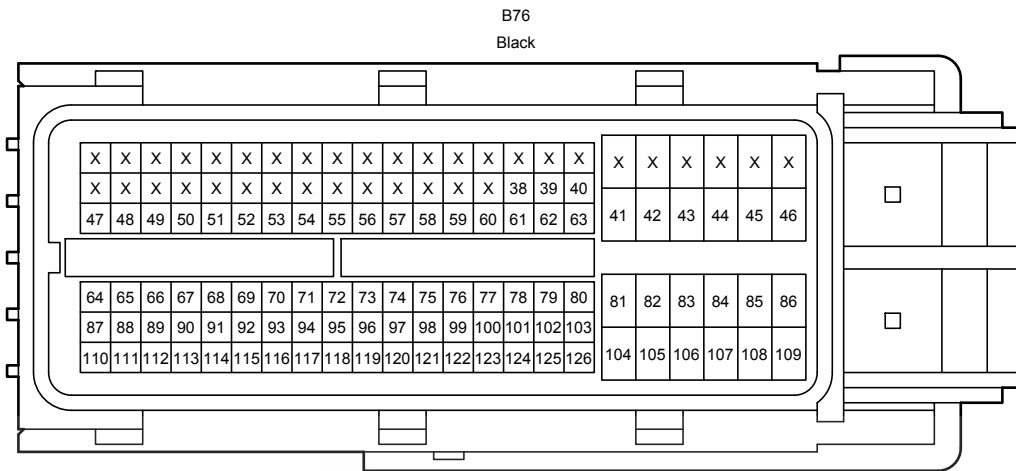 B76
Black
X X X X X X X X X X X X X X X X X X X X X X X
X X X X X X X X X X X X X X 38 39 40
47 48 49 50 51 52 53 54 55 56 57 58 59 60 61 62 63 41 42 43 44 45 46
64 65 66 67 68 69 70 71 72 73 74 75 76 77 78 79 80 81 82 83 84 85 86
87 88 89 90 91 92 93 94 95 96 97 98 99 100 101 102 103
110 111 112 113 114 115 116 117 118 119 120 121 122 123 124 125 126 104 105 106 107 108 109